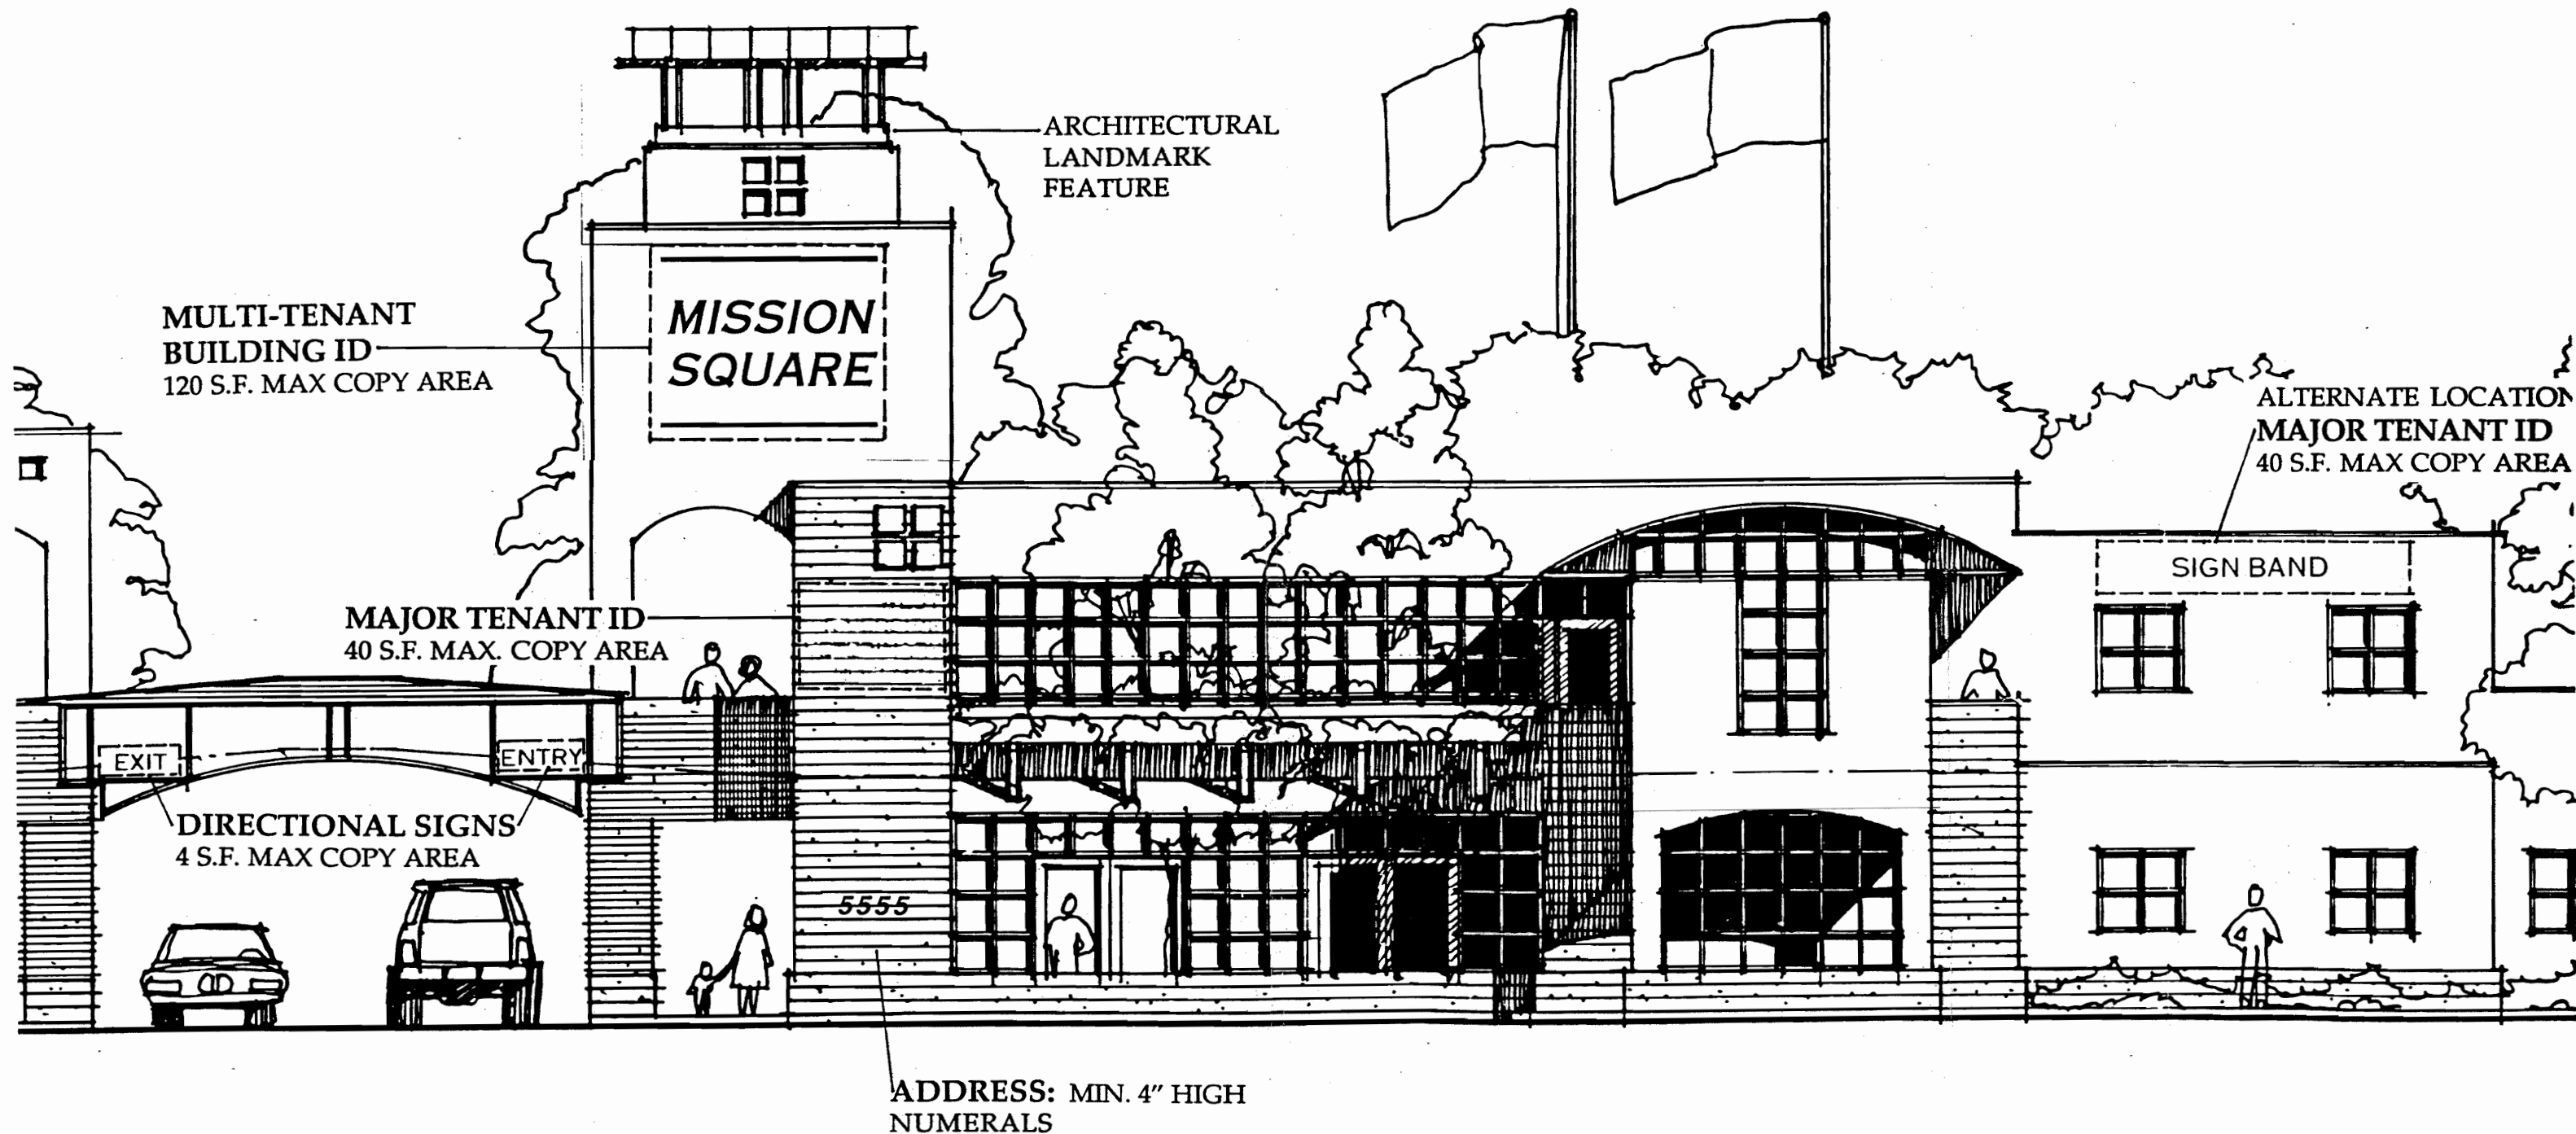 ARCHITECTURAL
LANDMARK
FEATURE
MULTI-TENANT
BUILDING ID
120 S.F. MAX COPY AREA
MISSION
SQUARE
ALTERNATE LOCATION
MAJOR TENANT ID
40 S.F. MAX COPY AREA
SIGN BAND
MAJOR TENANT ID
40 S.F. MAX. COPY AREA
EXIT
ENTRY
DIRECTIONAL SIGNS
4 S.F. MAX COPY AREA
5555
ADDRESS: MIN. 4" HIGH
NUMERALS